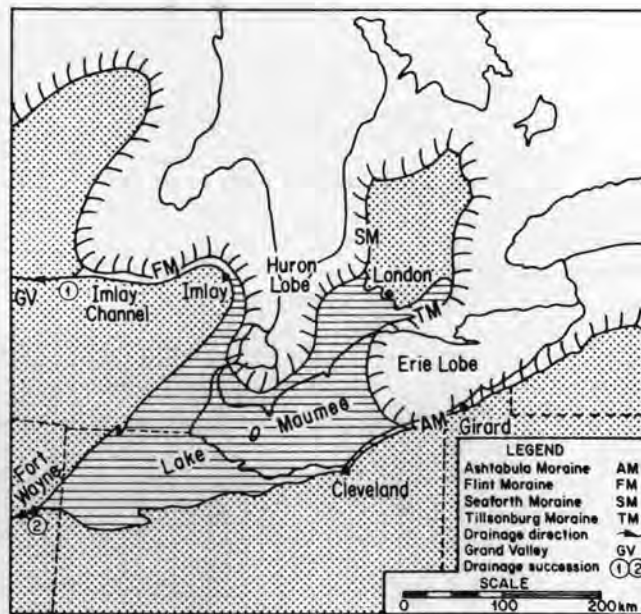 SM
Huron
Lobe
London
FM
GV
①
Imlay
Channel
Imlay
TM
Erie Lobe
Lake Maumee
AM
Girard
Fort
Wayne
②
Cleveland
LEGEND
Ashtabula Moraine AM
Flint Moraine FM
Seaforth Moraine SM
Tillsonburg Moraine TM
Drainage direction
Grand Valley GV
Drainage succession ①②
SCALE
0 100 200km